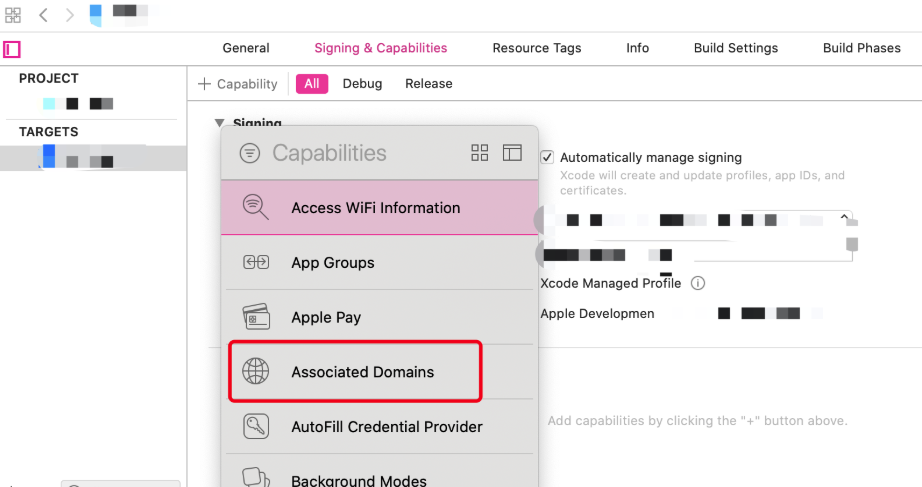 General Signing & Capabilities Resource Tags Info Build Settings Build Phases
PROJECT
TARGETS
+ Capability All Debug Release
Signing
Capabilities
Access WiFi Information
App Groups
Apple Pay
Associated Domains
AutoFill Credential Provider
Background Modes
Automatically manage signing
Xcode will create and update profiles, app IDs, and
certificates.
Xcode Managed Profile
Apple Developmen
Add capabilities by clicking the "+" button above.